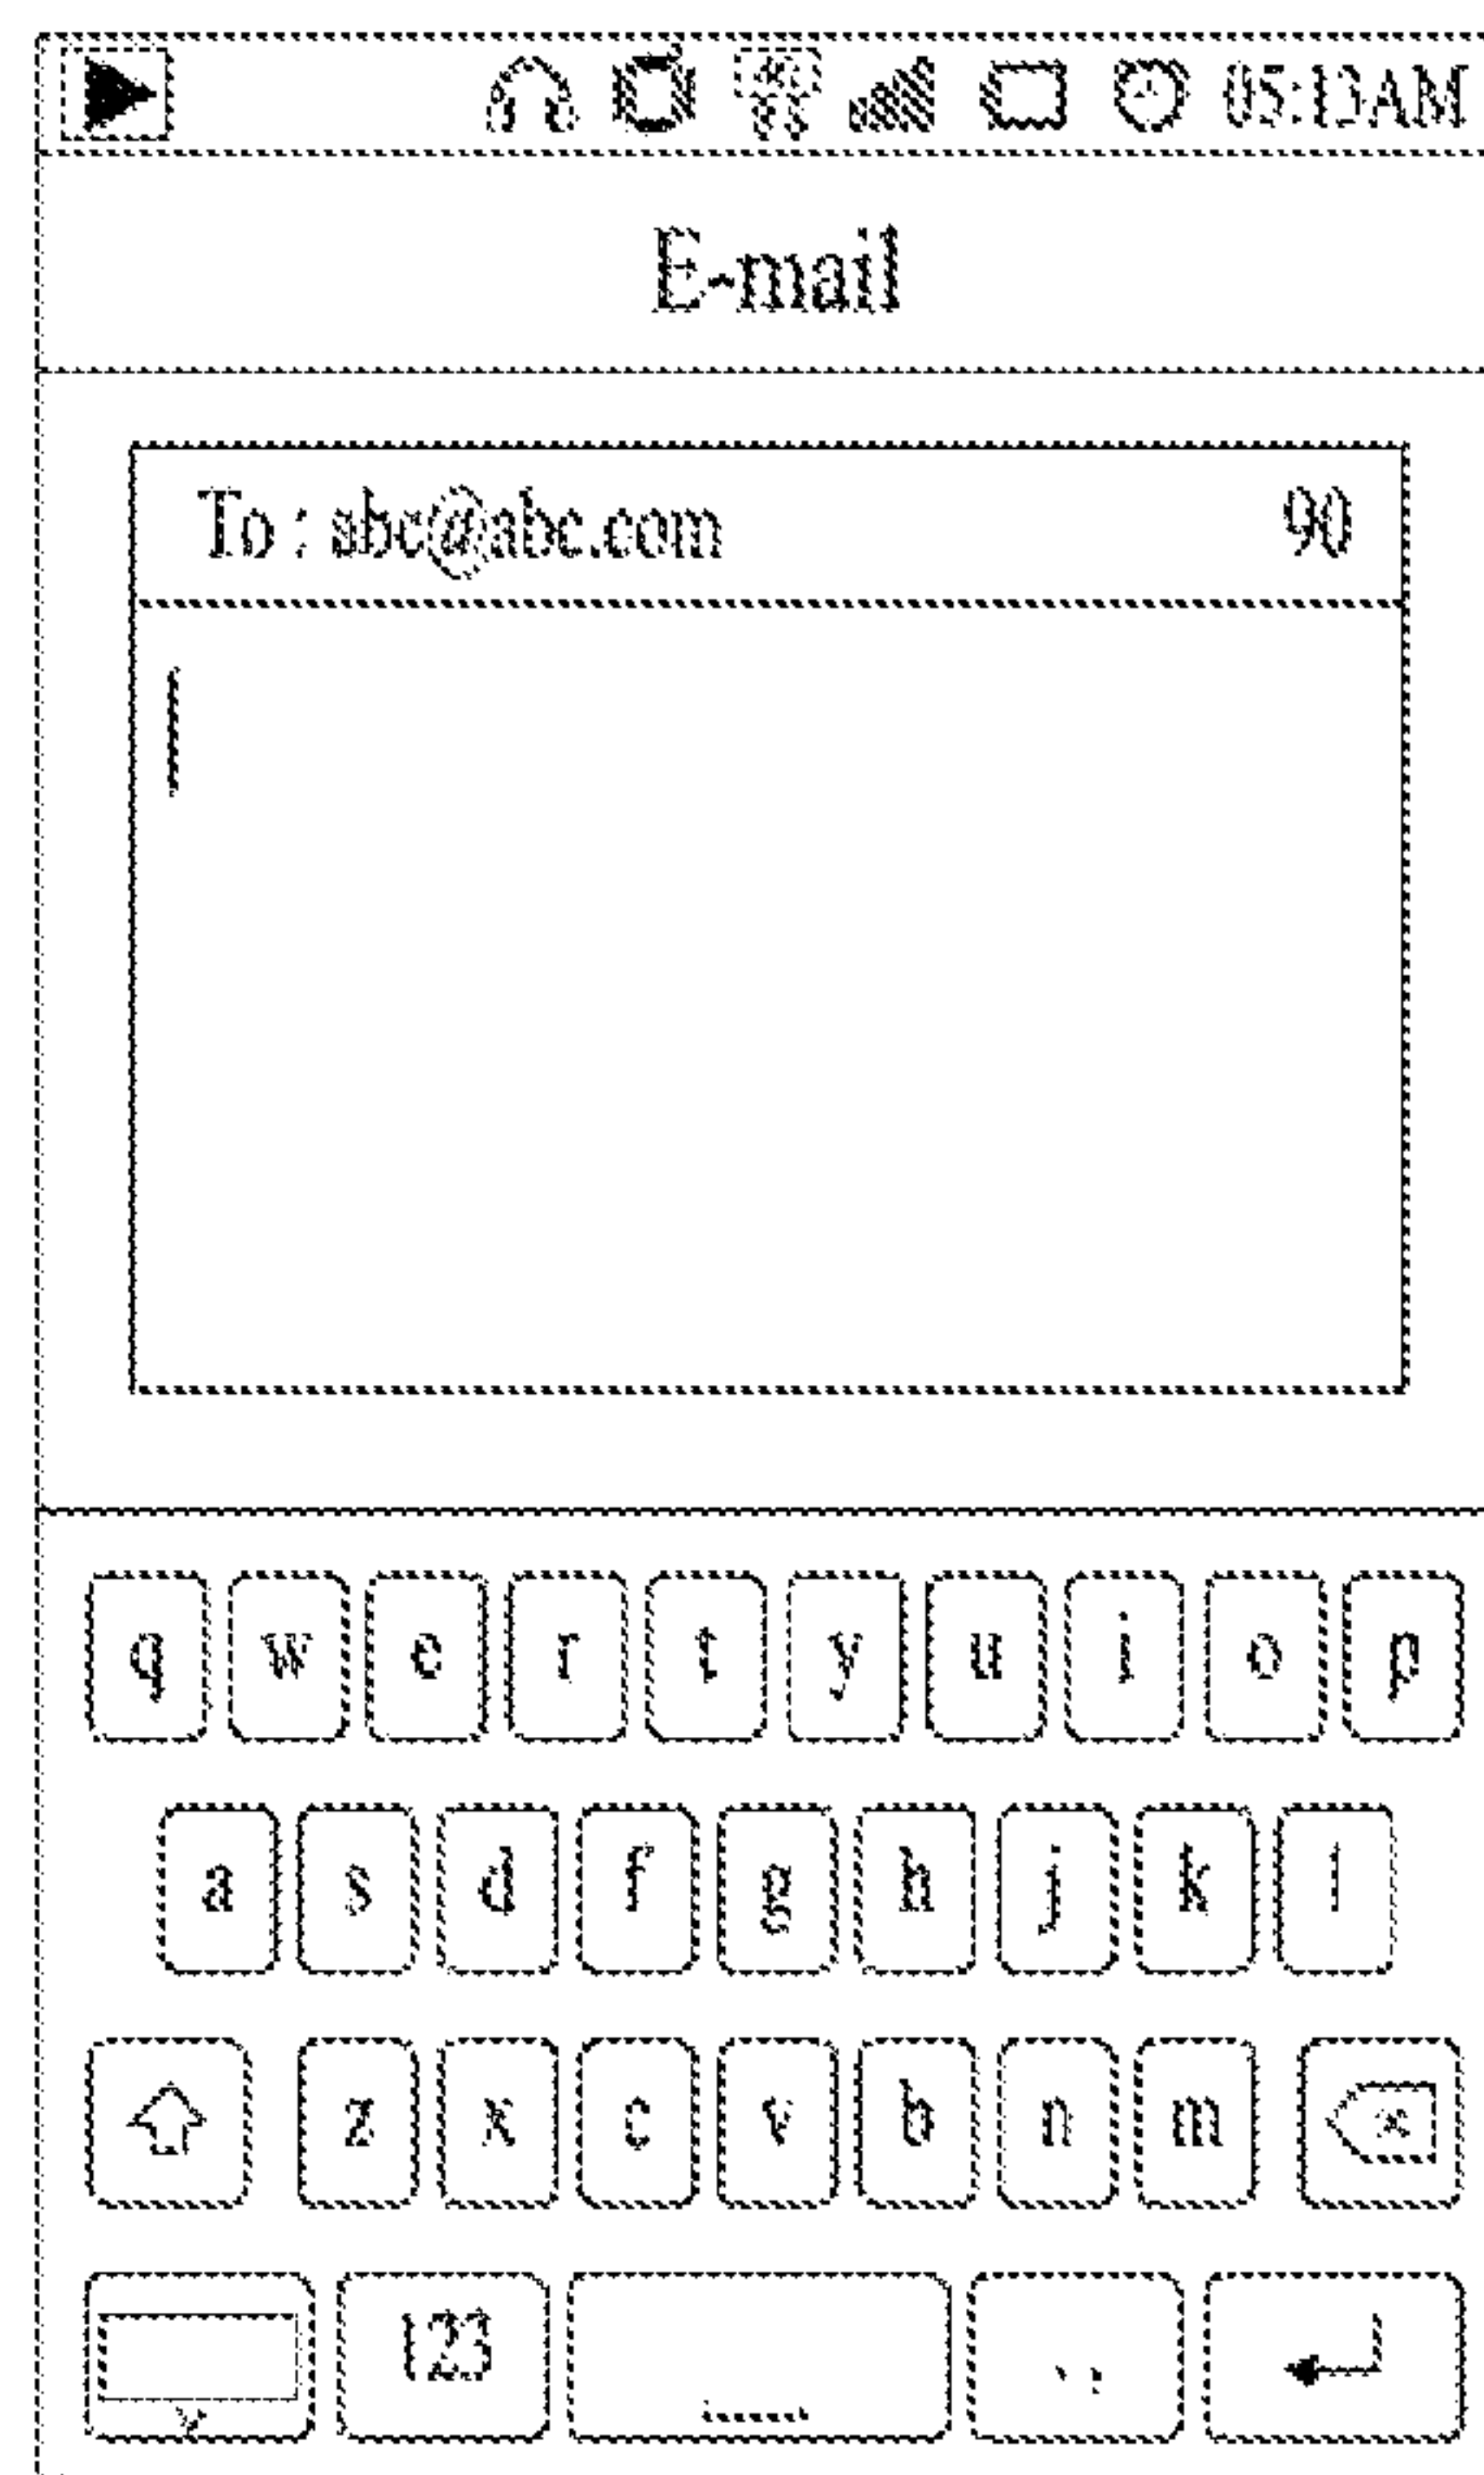 05:13AM
E-mail
To : sbc@abc.com 90
q w e r t y u i o p
a s d f g h j k l
z x c v b n m
123 . ,